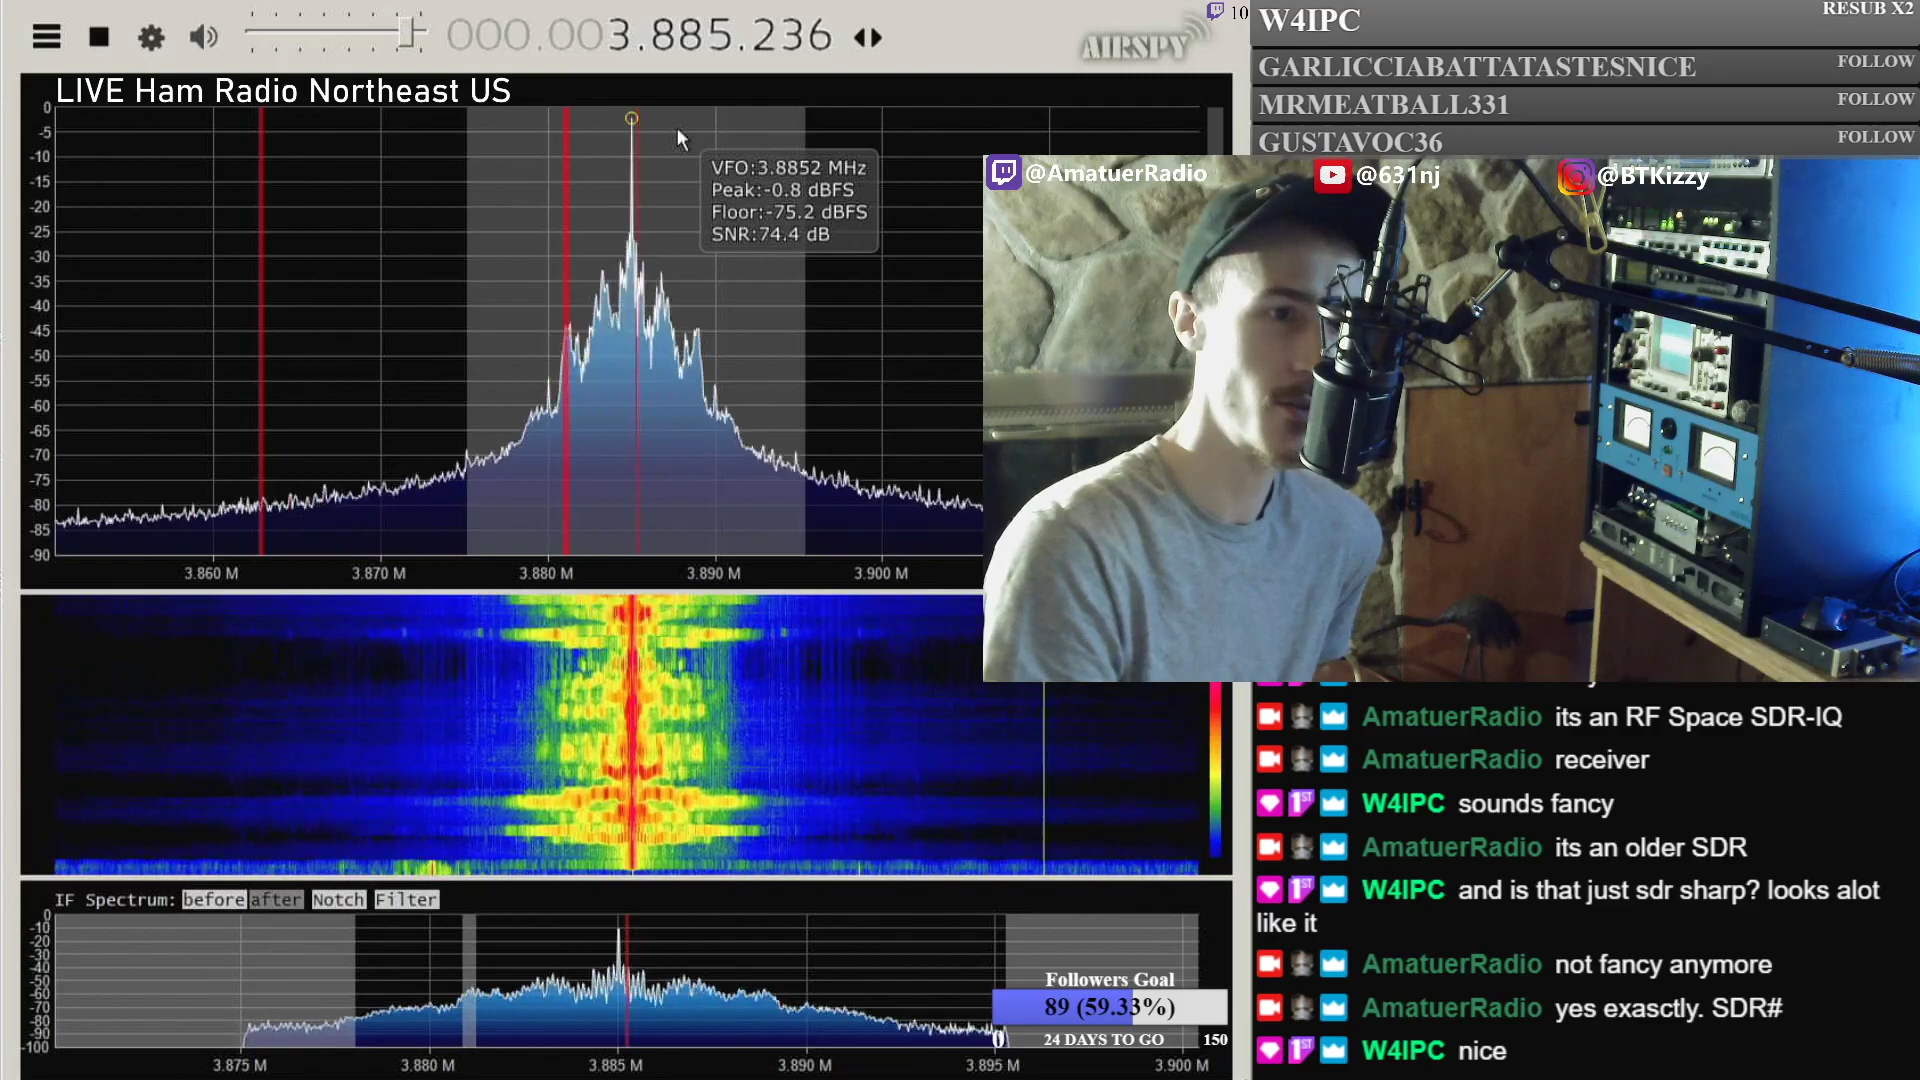 000.003.885.236
AIRSPY
10
W4IPC RESUB X2
GARLICCIABATTATASTESNICE FOLLOW
MRMEATBALL331 FOLLOW
GUSTAVOC36 FOLLOW
LIVE Ham Radio Northeast US
0
-5
-10
-15
-20
-25
-30
-35
-40
-45
-50
-55
-60
-65
-70
-75
-80
-85
-90
VFO:3.8852 MHz
Peak:-0.8 dBFS
Floor:-75.2 dBFS
SNR:74.4 dB
3.860 M 3.870 M 3.880 M 3.890 M 3.900 M
@AmatuerRadio @631nj @BTKizzy
IF Spectrum: before after Notch Filter
0
-10
-20
-30
-40
-50
-60
-70
-80
-90
-100
3.875 M 3.880 M 3.885 M 3.890 M 3.895 M 3.900 M
Followers Goal
89 (59.33%)
0 24 DAYS TO GO 150
AmatuerRadio its an RF Space SDR-IQ
AmatuerRadio receiver
1ST W4IPC sounds fancy
AmatuerRadio its an older SDR
1ST W4IPC and is that just sdr sharp? looks alot
like it
AmatuerRadio not fancy anymore
AmatuerRadio yes exasctly. SDR#
1ST W4IPC nice